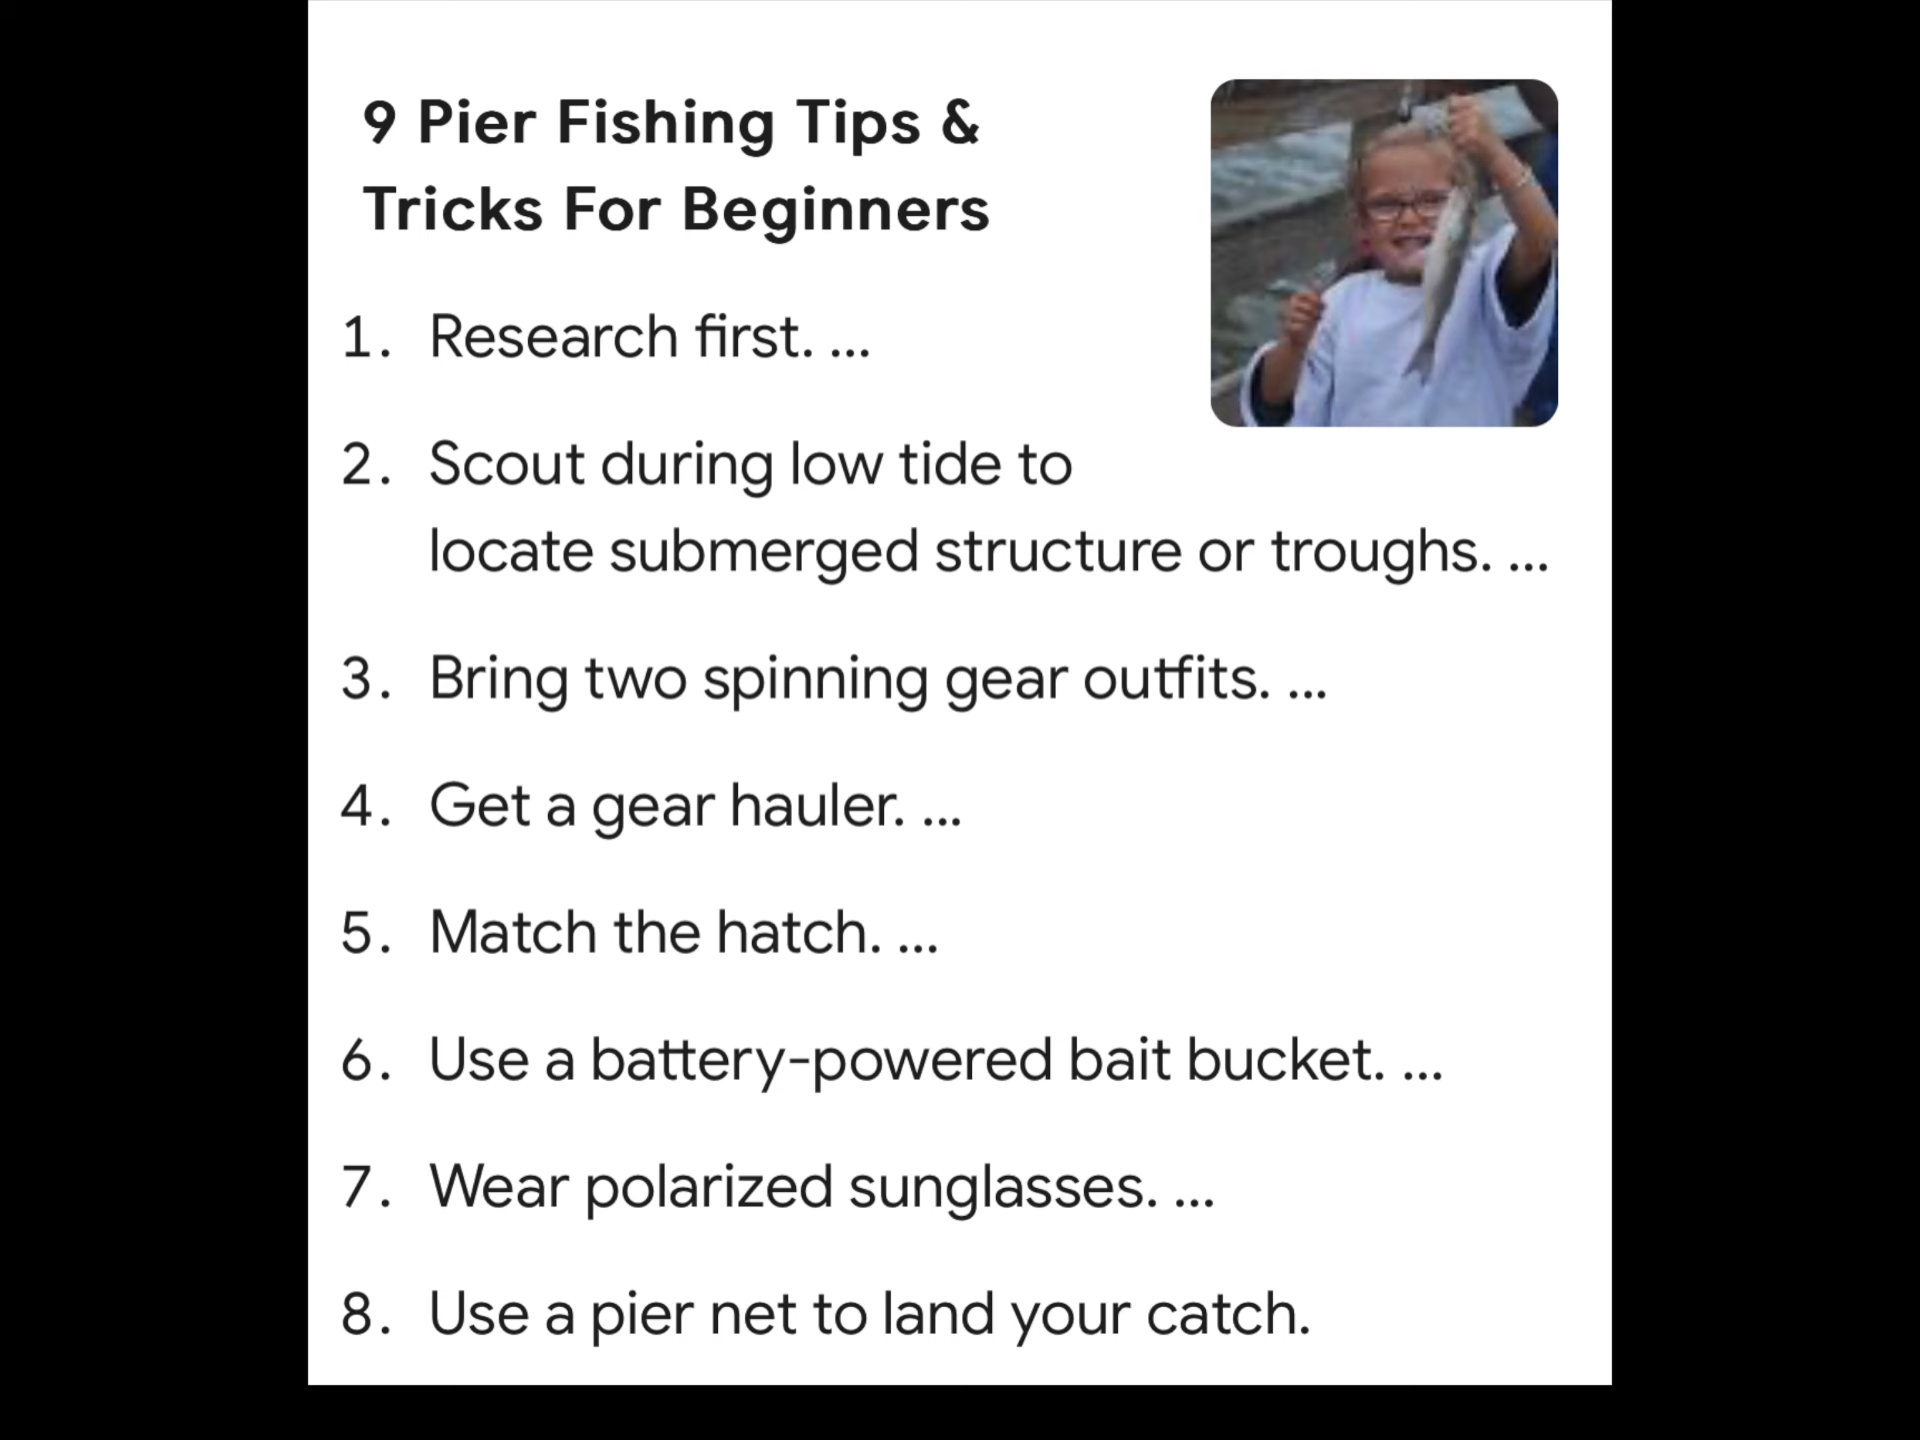 9 Pier Fishing Tips &
Tricks For Beginners
1. Research first. ...
2. Scout during low tide to
locate submerged structure or troughs. ...
3. Bring two spinning gear outfits. ...
4. Get a gear hauler. ...
5. Match the hatch. ...
6. Use a battery-powered bait bucket. ...
7. Wear polarized sunglasses. ...
8. Use a pier net to land your catch.